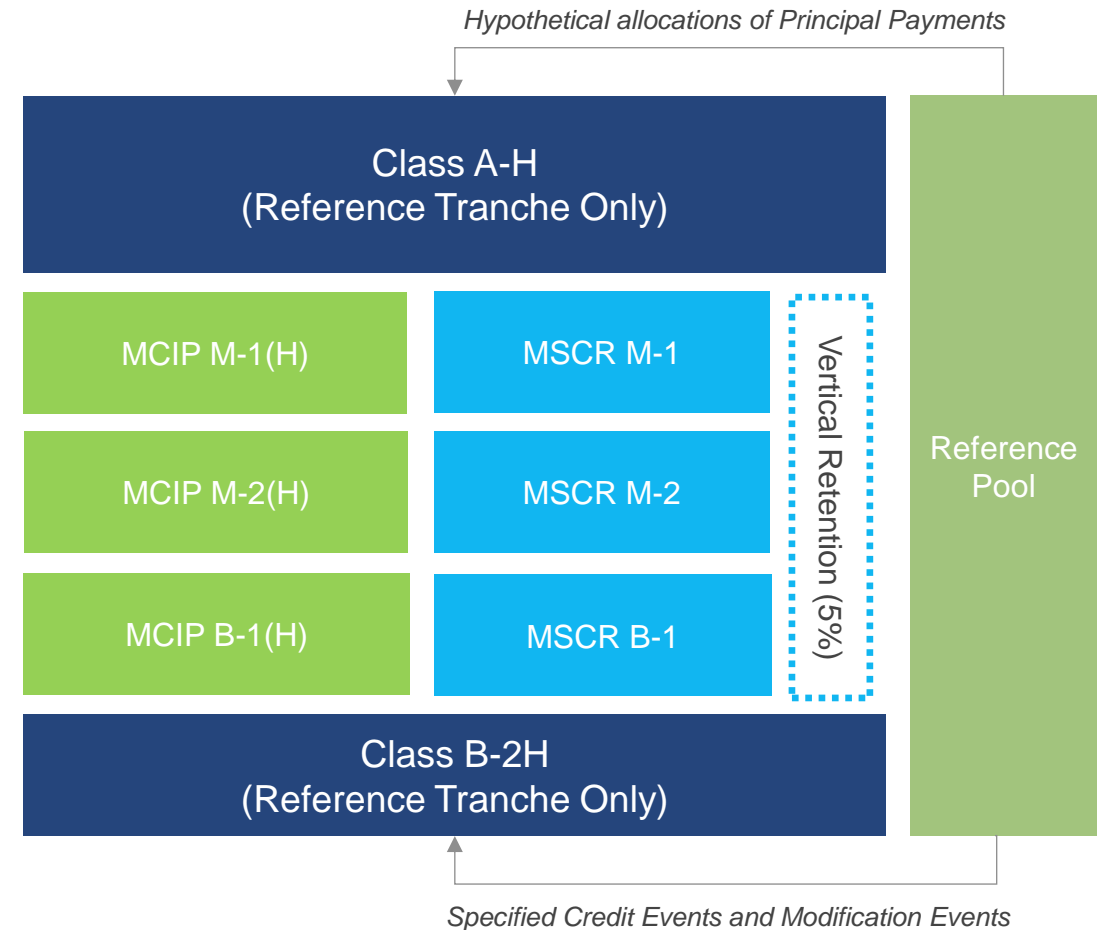 Hypothetical allocations of Principal Payments
Class A-H
(Reference Tranche Only)
MCIP M-1(H)
MSCR M-1
MCIP M-2(H)
MSCR M-2
MCIP B-1(H)
MSCR B-1
Vertical Retention (5%)
Reference
Pool
Class B-2H
(Reference Tranche Only)
Specified Credit Events and Modification Events